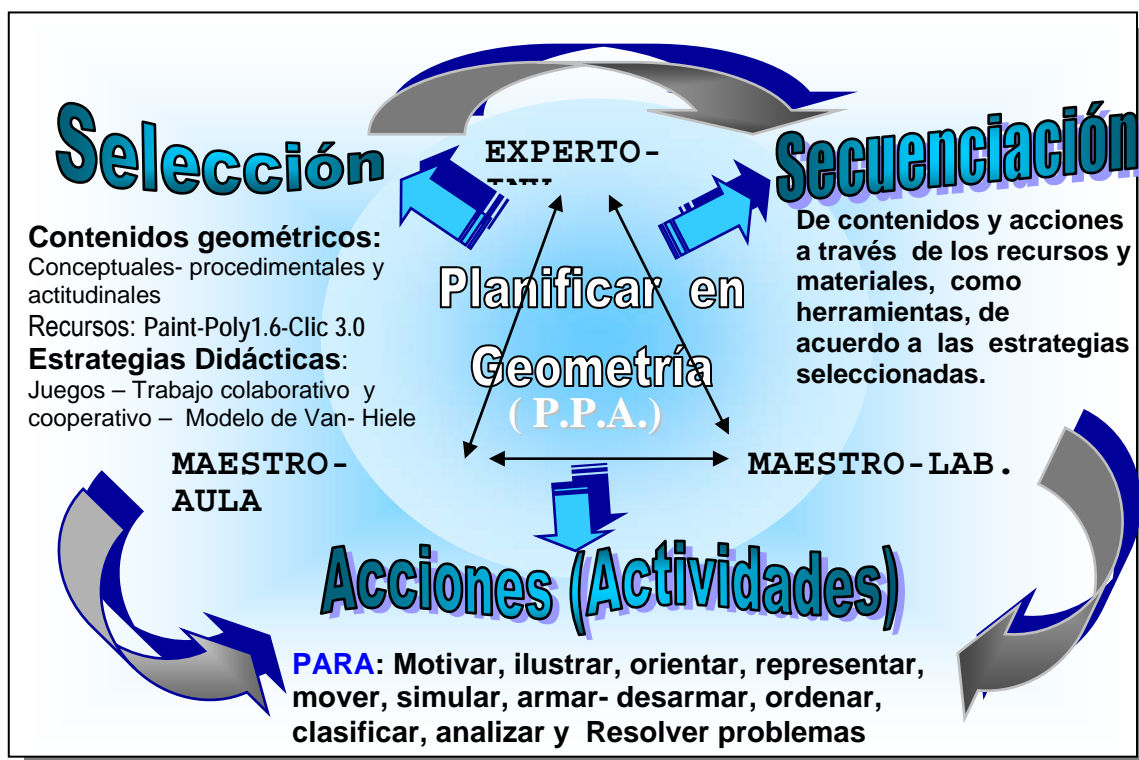 Selección
EXPERTO-
Secuenciación
Contenidos geométricos:
Conceptuales- procedimentales y
actitudinales
Recursos: Paint-Poly1.6-Clic 3.0
Estrategias Didácticas:
Juegos – Trabajo colaborativo y
cooperativo – Modelo de Van- Hiele
Planificar en
Geometría
( P.P.A.)
De contenidos y acciones
a través de los recursos y
materiales, como
herramientas, de
acuerdo a las estrategias
seleccionadas.
MAESTRO-
AULA
MAESTRO-LAB.
Acciones (Actividades)
PARA: Motivar, ilustrar, orientar, representar,
mover, simular, armar- desarmar, ordenar,
clasificar, analizar y Resolver problemas